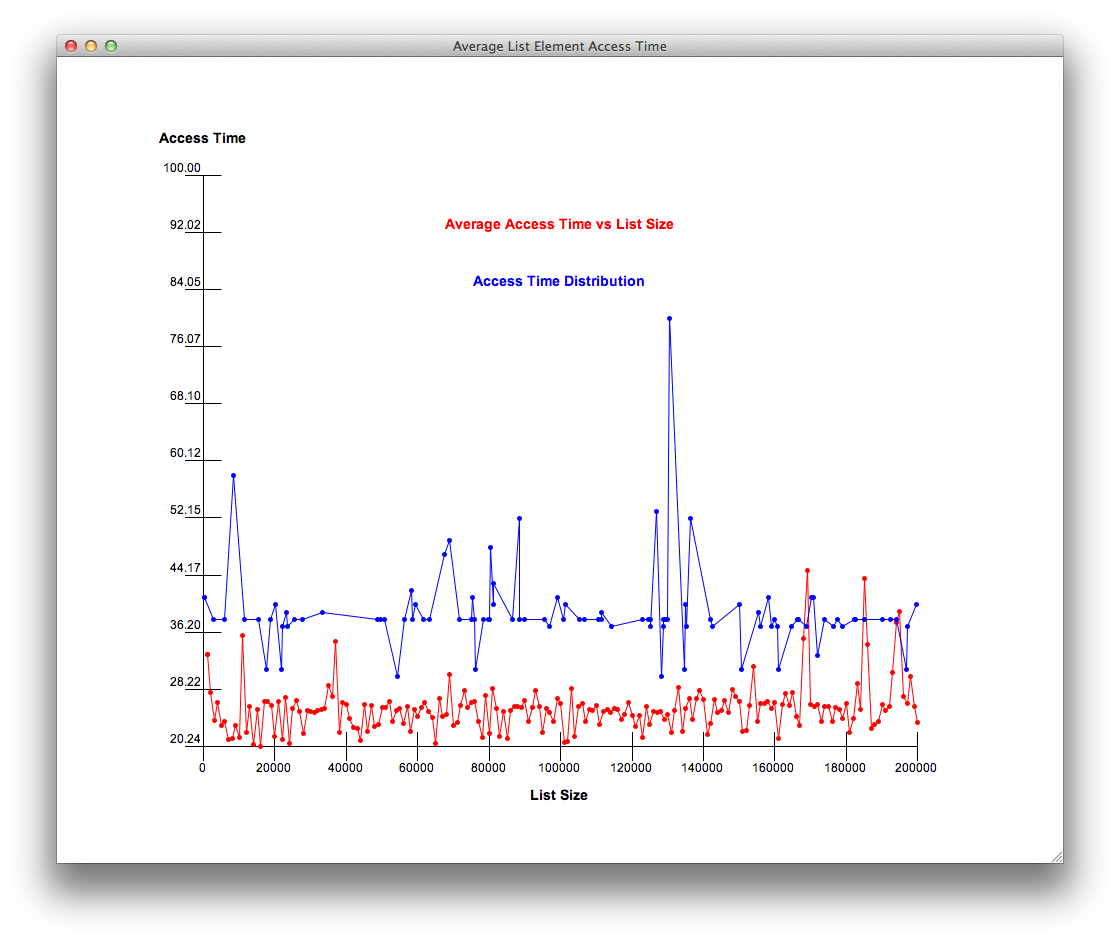 Average List Element Access Time
Access Time
100.00
Average Access Time vs List Size
92.02
Access Time Distribution
84.05
76.07
68.10
60.12
52.15
44.17
36.20
28.22
20.24
0 20000 40000 60000 80000 100000 120000 140000 160000 180000 200000
List Size